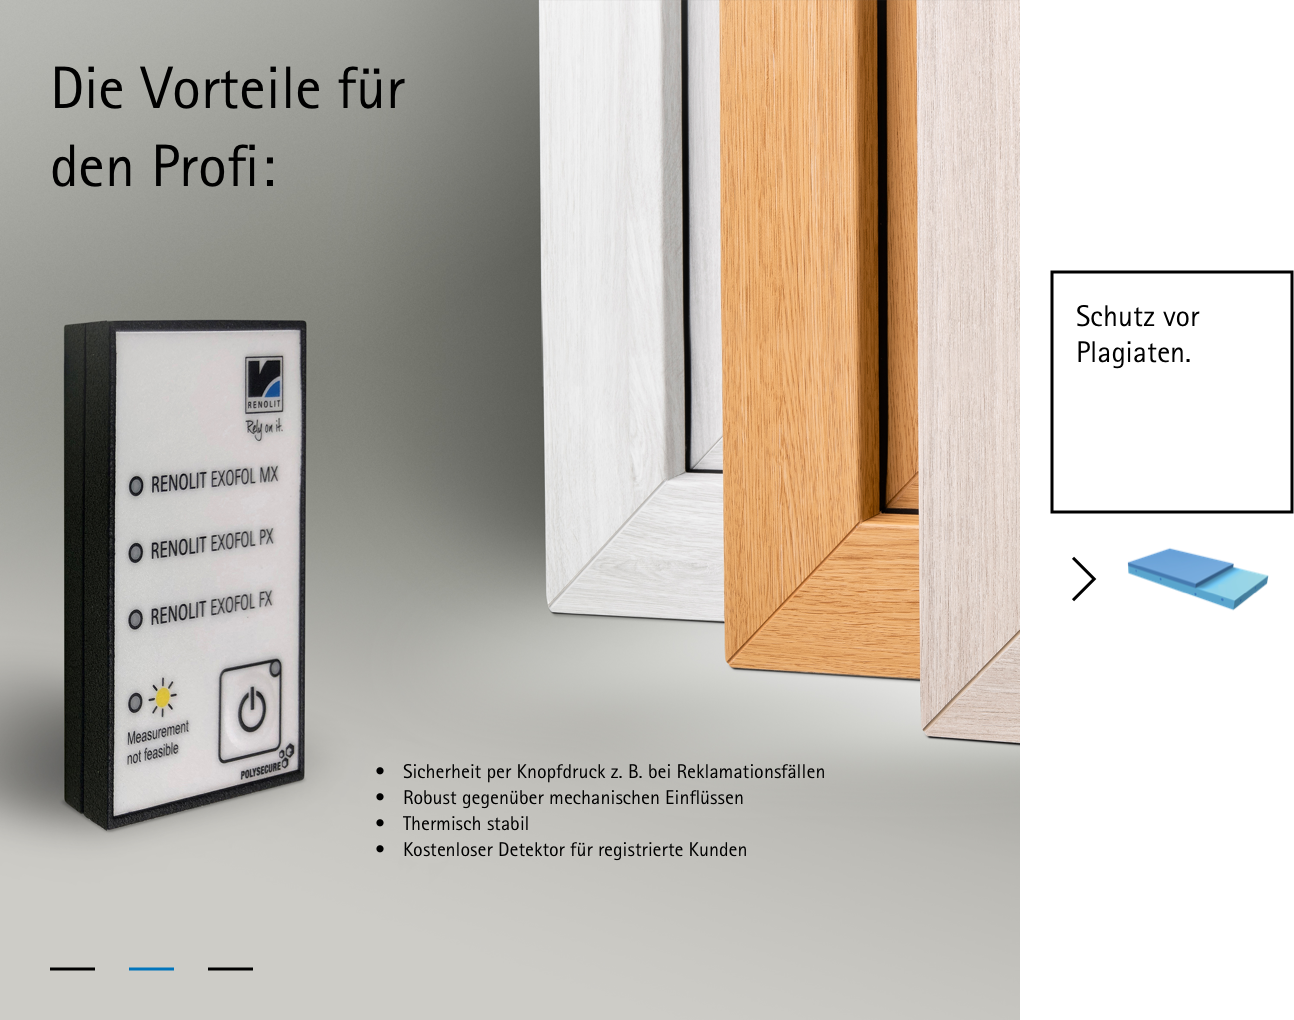 Die Vorteile für
den Profi:
RENOLIT
Rely on it.
RENOLIT EXOFOL MX
RENOLIT EXOFOL PX
RENOLIT EXOFOL FX
Measurement
not feasible
POLYSECURE
• Sicherheit per Knopfdruck z. B. bei Reklamationsfällen
• Robust gegenüber mechanischen Einflüssen
• Thermisch stabil
• Kostenloser Detektor für registrierte Kunden
Schutz vor
Plagiaten.